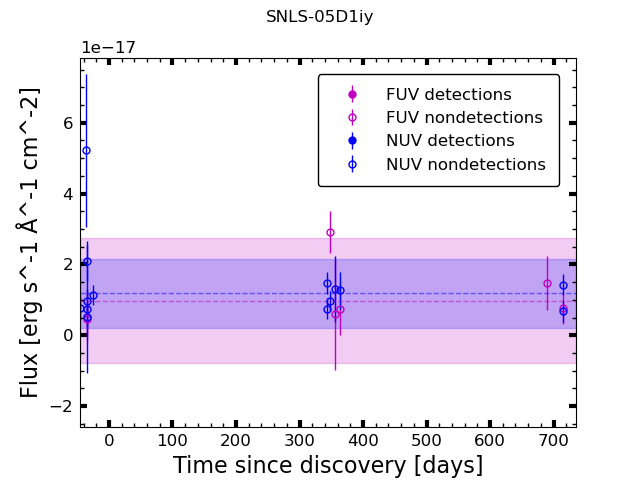 SNLS-05D1iy
1e−17
FUV detections
FUV nondetections
NUV detections
NUV nondetections
6
4
2
0
−2
0 100 200 300 400 500 600 700
Time since discovery [days]
Flux [erg s^-1 Å^-1 cm^-2]